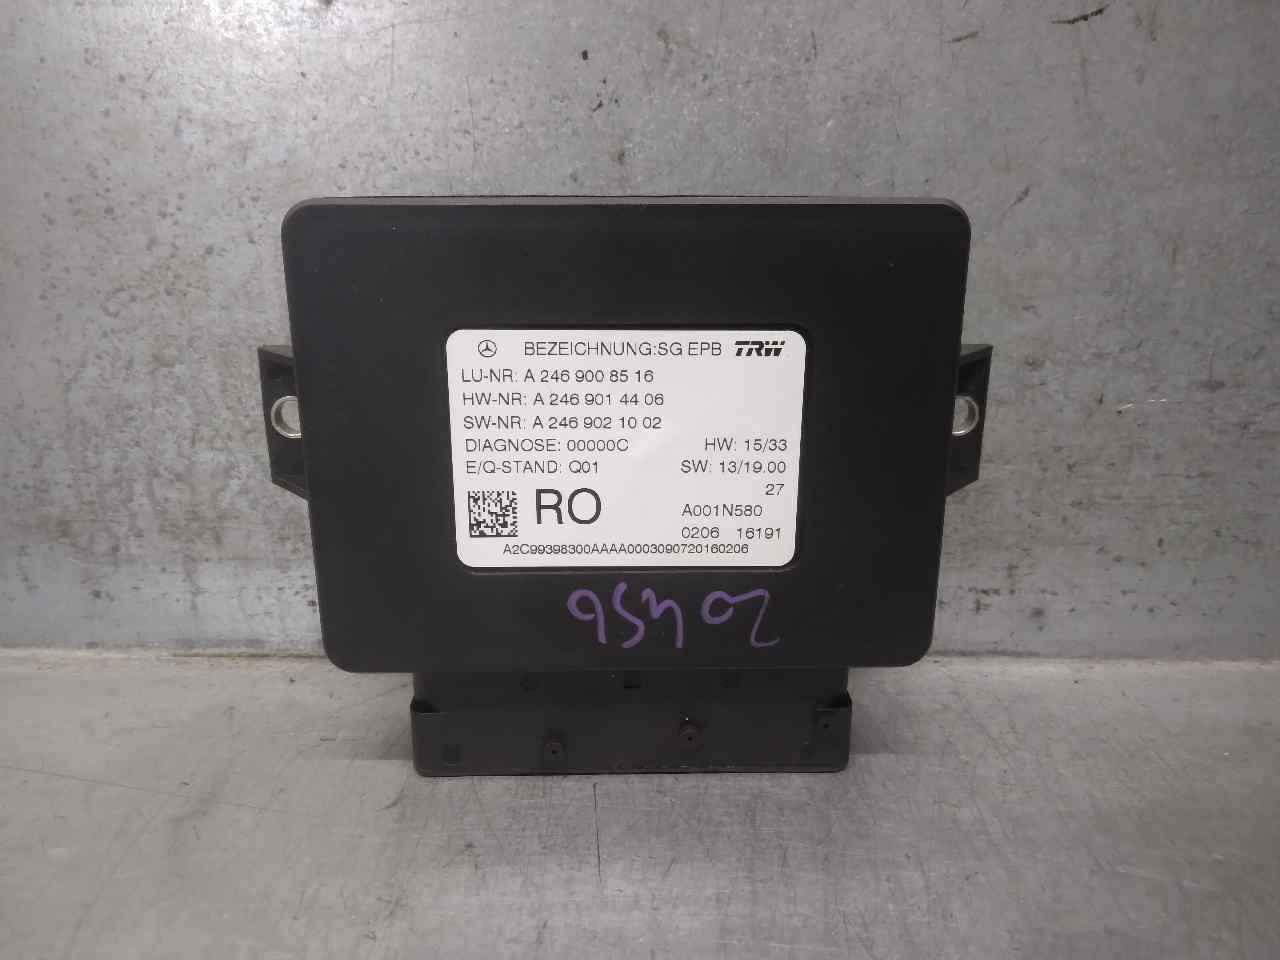 BEZEICHNUNG:SG EPB TRW
LU-NR: A 246 900 85 16
HW-NR: A 246 901 44 06
SW-NR: A 246 902 10 02
DIAGNOSE: 00000C HW: 15/33
E/Q-STAND: Q01 SW: 13/19.00
27
RO A001N580
0206 16191
A2C99398300AAAA0003090720160206